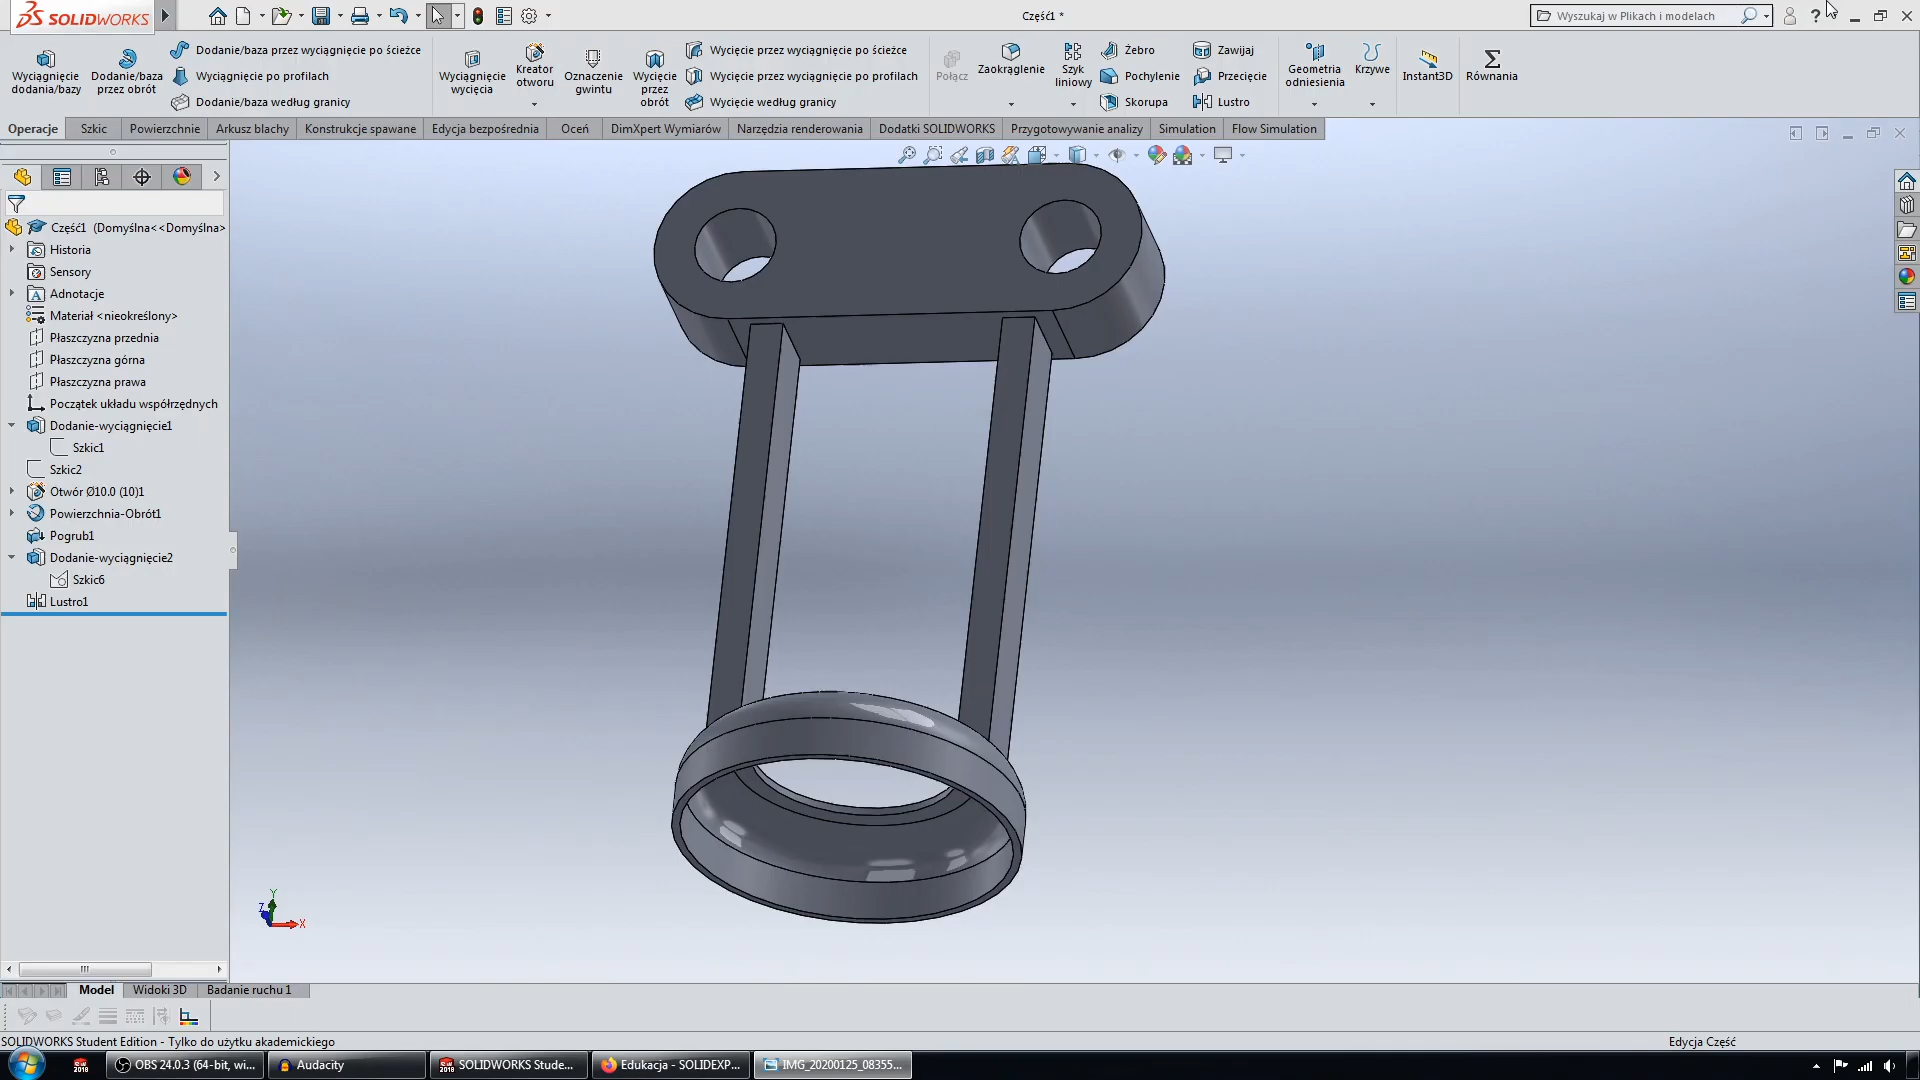 SOLIDWORKS
Część1 *
Wyszukaj w Plikach i modelach
?
Wyciągnięcie dodania/bazy
Dodanie/baza przez obrót
Dodanie/baza przez wyciągnięcie po ścieżce
Wyciągnięcie po profilach
Dodanie/baza według granicy
Wyciągnięcie wycięcia
Kreator otworu
Oznaczenie gwintu
Wycięcie przez obrót
Wycięcie przez wyciągnięcie po ścieżce
Wycięcie przez wyciągnięcie po profilach
Wycięcie według granicy
Połącz
Zaokrąglenie
Szyk liniowy
Żebro
Pochylenie
Skorupa
Zawijaj
Przecięcie
Lustro
Geometria odniesienia
Krzywe
Instant3D
Równania
Operacje Szkic Powierzchnie Arkusz blachy Konstrukcje spawane Edycja bezpośrednia Oceń DimXpert Wymiarów Narzędzia renderowania Dodatki SOLIDWORKS Przygotowywanie analizy Simulation Flow Simulation
Część1 (Domyślna<<Domyślna>
Historia
Sensory
Adnotacje
Materiał <nieokreślony>
Płaszczyzna przednia
Płaszczyzna górna
Płaszczyzna prawa
Początek układu współrzędnych
Dodanie-wyciągnięcie1
Szkic1
Szkic2
Otwór Ø10.0 (10)1
Powierzchnia-Obrót1
Pogrub1
Dodanie-wyciągnięcie2
Szkic6
Lustro1
Y
Z
X
Model Widoki 3D Badanie ruchu 1
SOLIDWORKS Student Edition - Tylko do użytku akademickiego
Edycja Część
2018
OBS 24.0.3 (64-bit, wi...
Audacity
2018 SOLIDWORKS Stude...
Edukacja - SOLIDEXP...
IMG_20200125_08355...